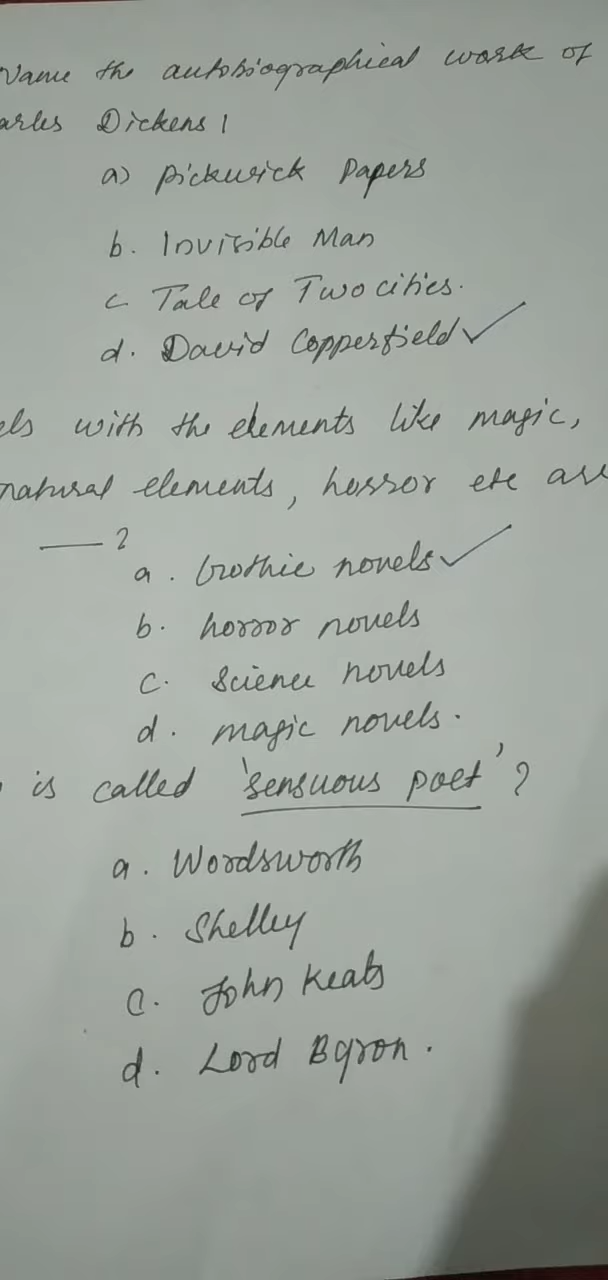 Name the autobiographical work of
arles Dickens 1
a) Pickwick Papers
b. Invisible Man
c Tale of Two cities.
d. David Copperfield ✓
els with the elements like magic,
natural elements, horror etc are
— ?
a. Gothic novels ✓
b. horror novels
c. Science novels
d. magic novels.
is called 'sensuous poet'?
a. Wordsworth
b. Shelley
c. John Keats
d. Lord Byron.